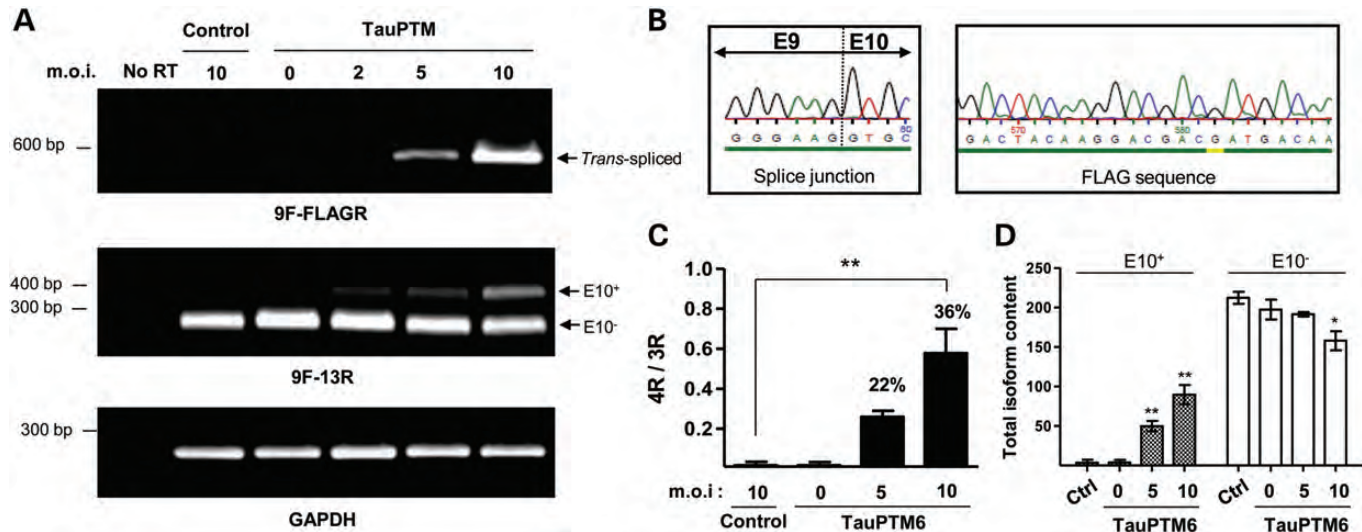 A
Control
TauPTM
m.o.i. No RT 10 0 2 5 10
600 bp
Trans-spliced
9F-FLAGR
400 bp
300 bp
E10⁺
E10⁻
9F-13R
300 bp
GAPDH
B
E9 E10
G G G A A G G T G C
80
Splice junction
570 580
G A C T A C A A G G A C G A C G A T G A C A A
FLAG sequence
C
4R / 3R
1.0
0.8
0.6
0.4
0.2
**
22%
36%
m.o.i : 10 0 5 10
Control TauPTM6
D
Total isoform content
250
200
150
100
50
E10⁺ E10⁻
** ** *
Ctrl 0 5 10 Ctrl 0 5 10
TauPTM6 TauPTM6